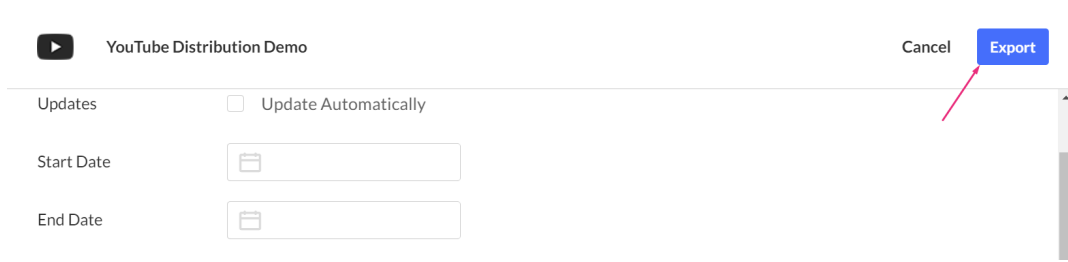 YouTube Distribution Demo
Cancel
Export
Updates
Update Automatically
Start Date
End Date